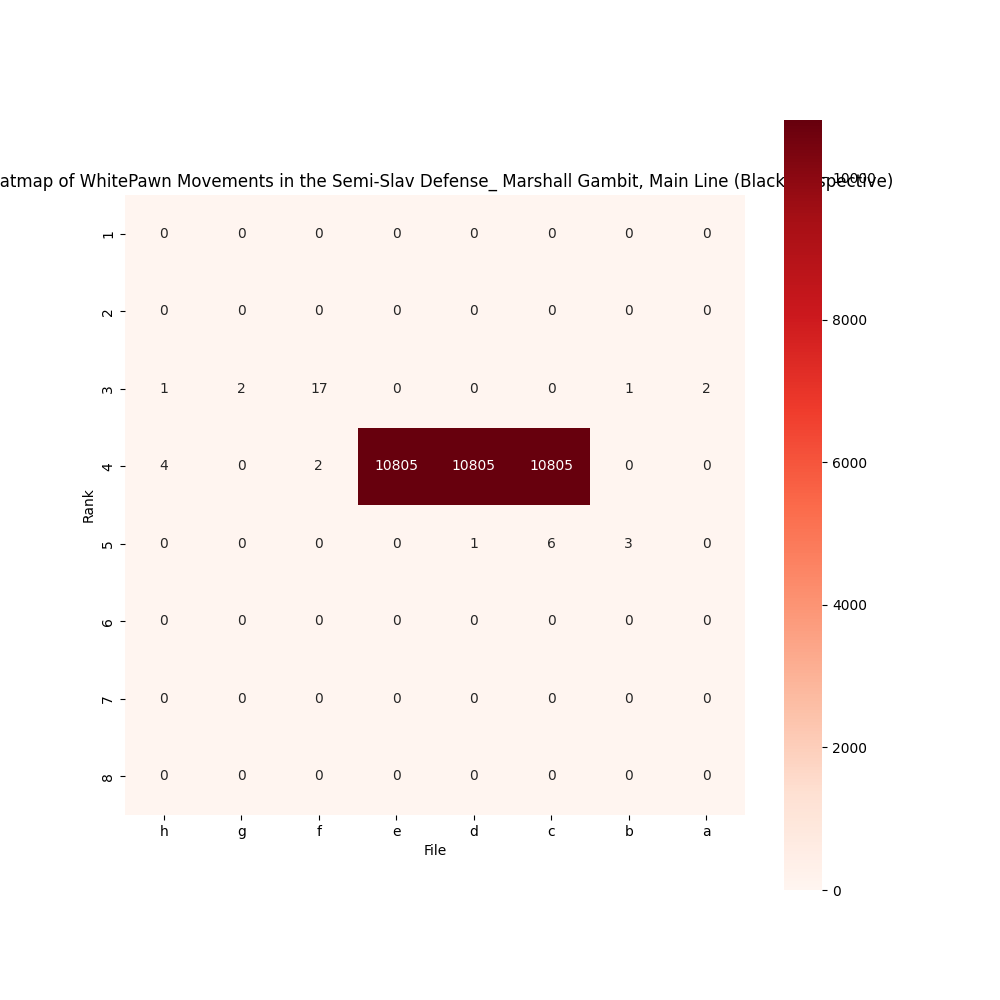 atmap of WhitePawn Movements in the Semi-Slav Defense_ Marshall Gambit, Main Line (Black spective)
10000
1 0 0 0 0 0 0 0 0
2 0 0 0 0 0 0 0 0
8000
3 1 2 17 0 0 0 1 2
4 4 0 2 10805 10805 10805 0 0
6000
Rank
5 0 0 0 0 1 6 3 0
6 0 0 0 0 0 0 0 0
4000
7 0 0 0 0 0 0 0 0
2000
8 0 0 0 0 0 0 0 0
h g f e d c b a
File
0